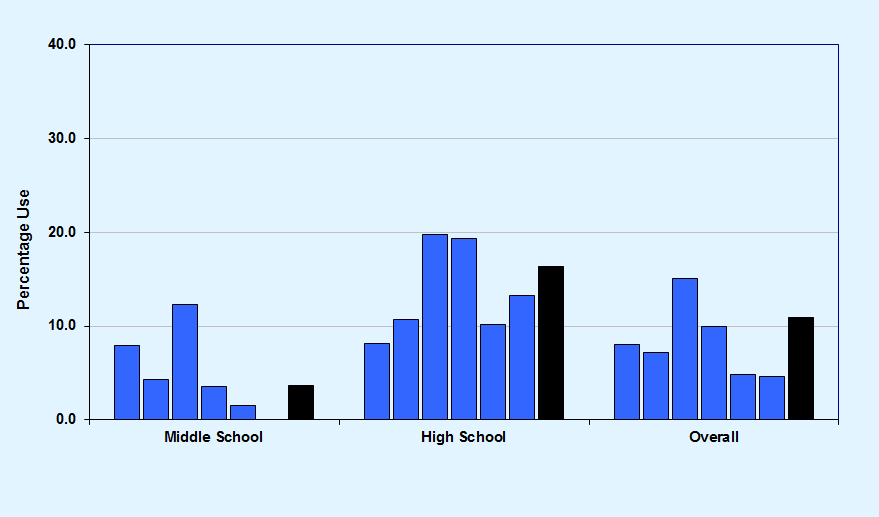 40.0
30.0
20.0
10.0
0.0
Percentage Use
Middle School
High School
Overall